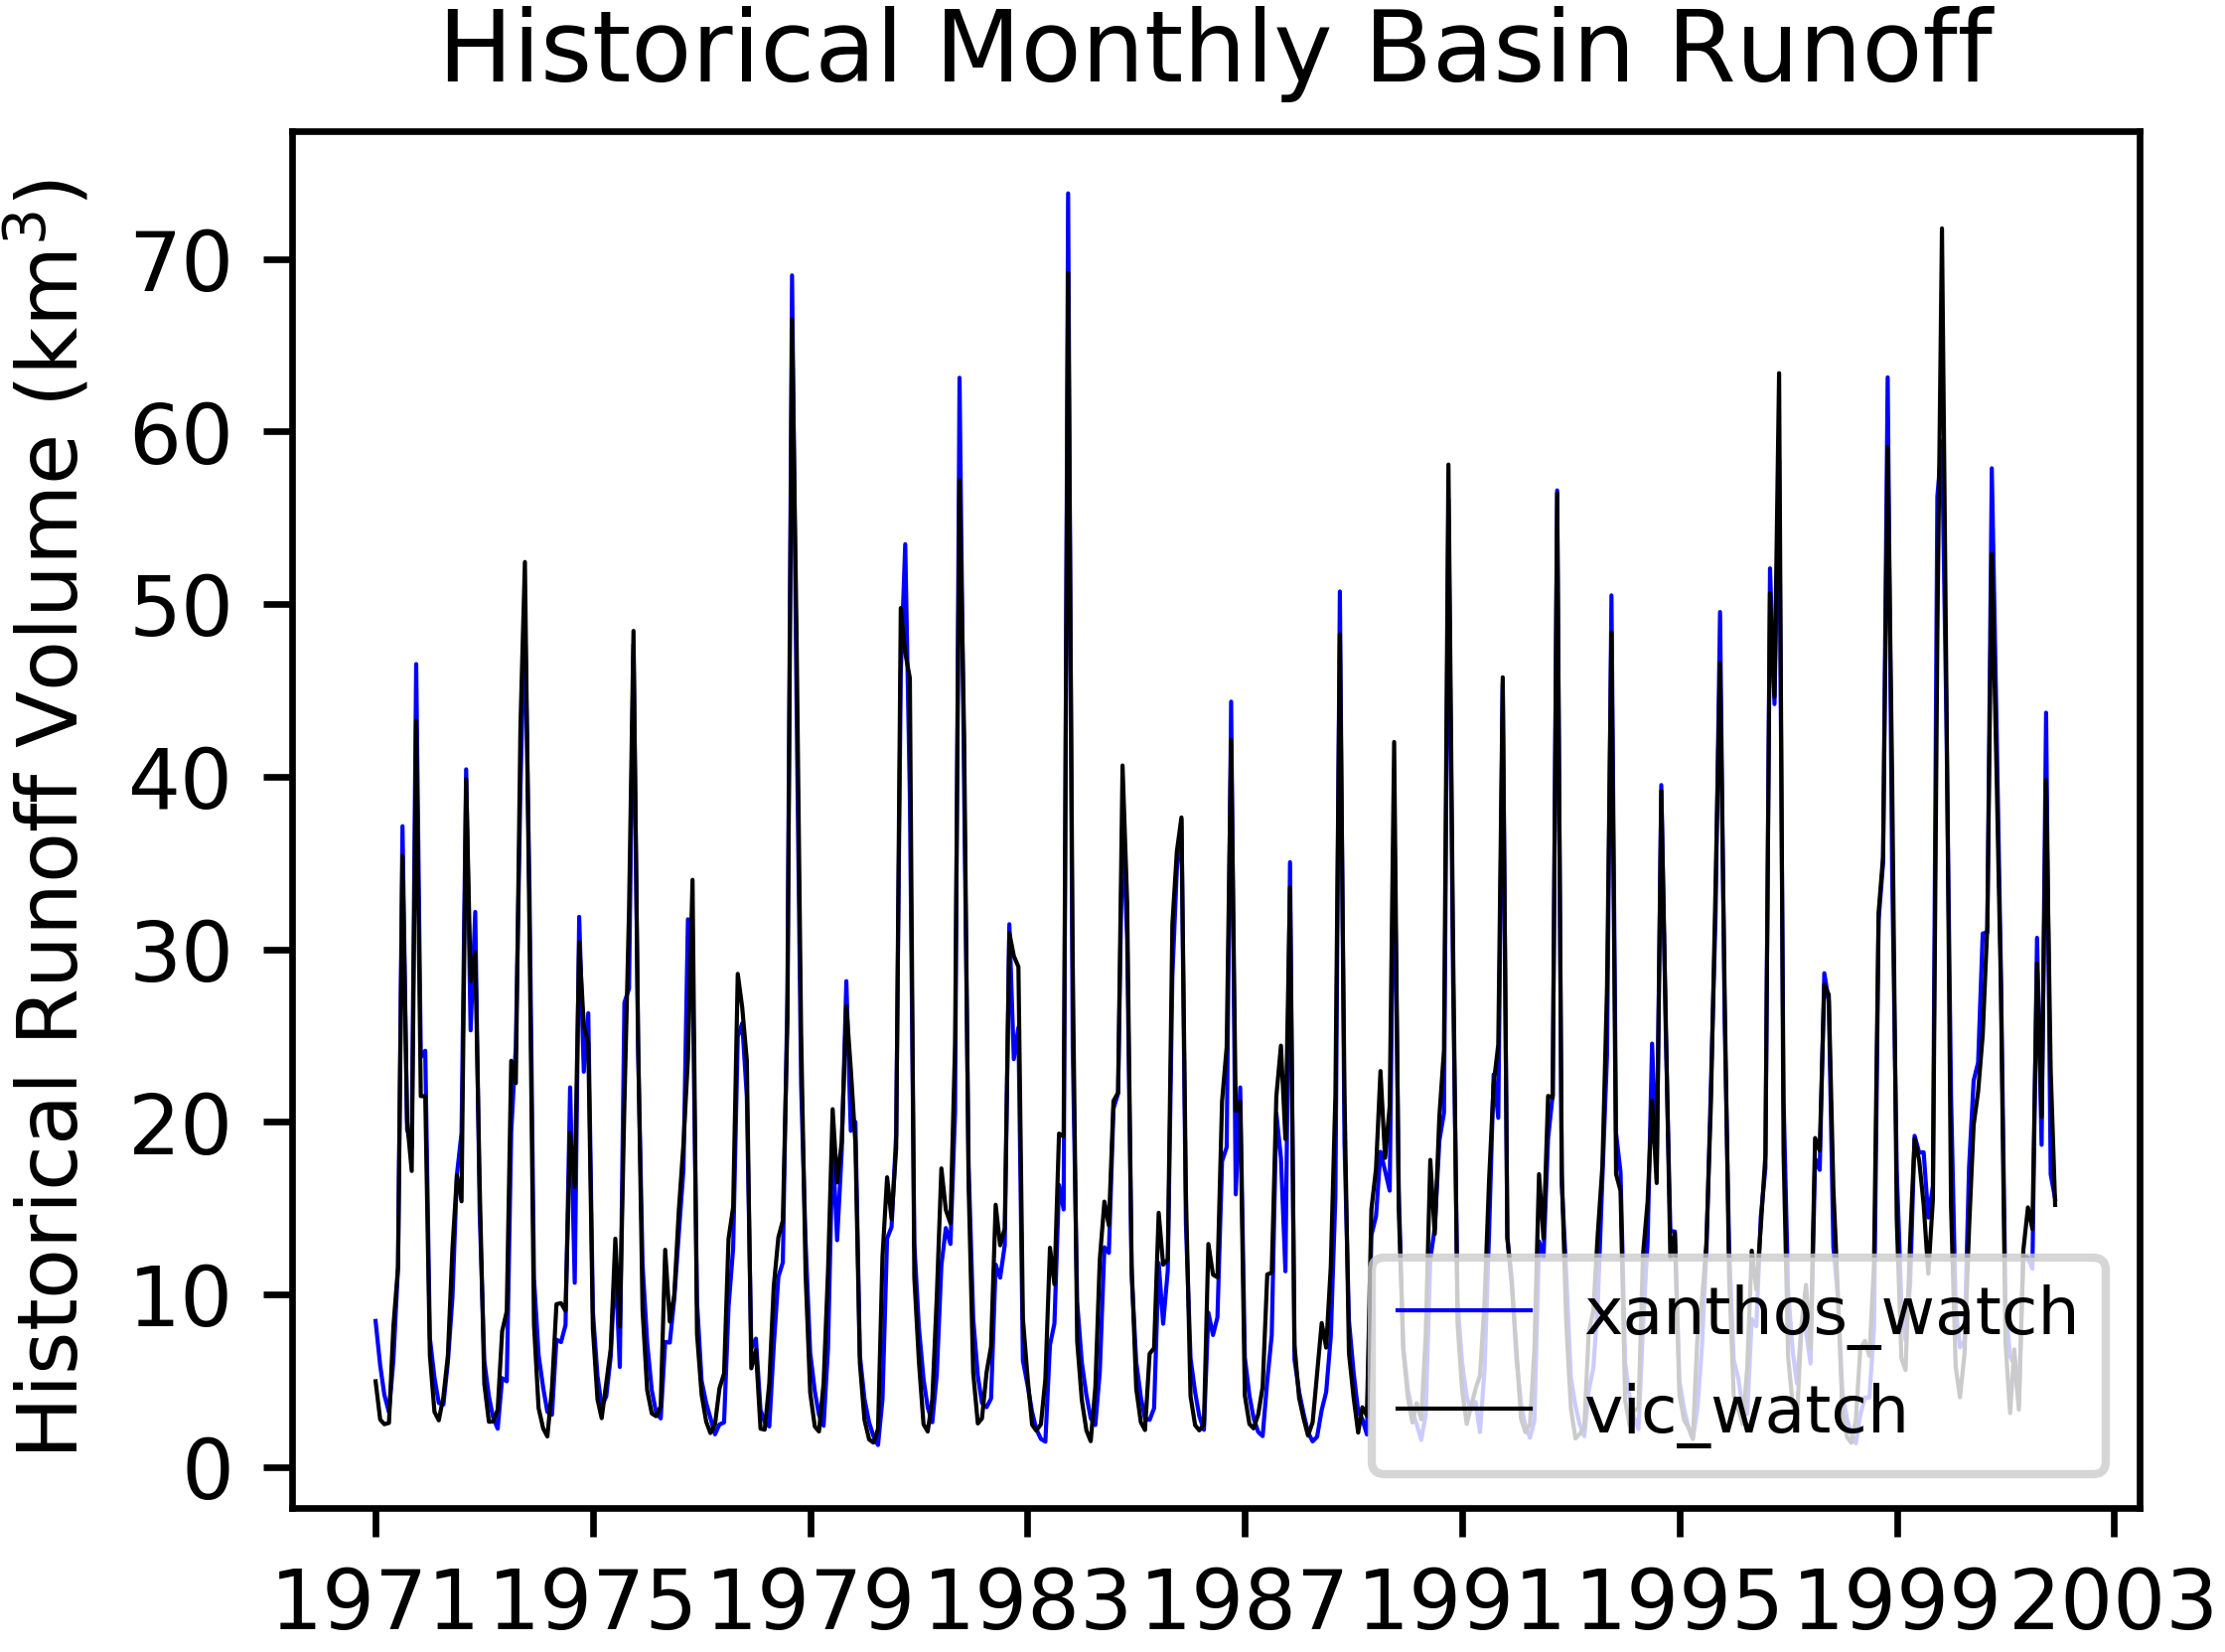 Historical Monthly Basin Runoff
Historical Runoff Volume (km³)
70
60
50
40
30
20
10
0
xanthos_watch
vic_watch
1971 1975 1979 1983 1987 1991 1995 1999 2003